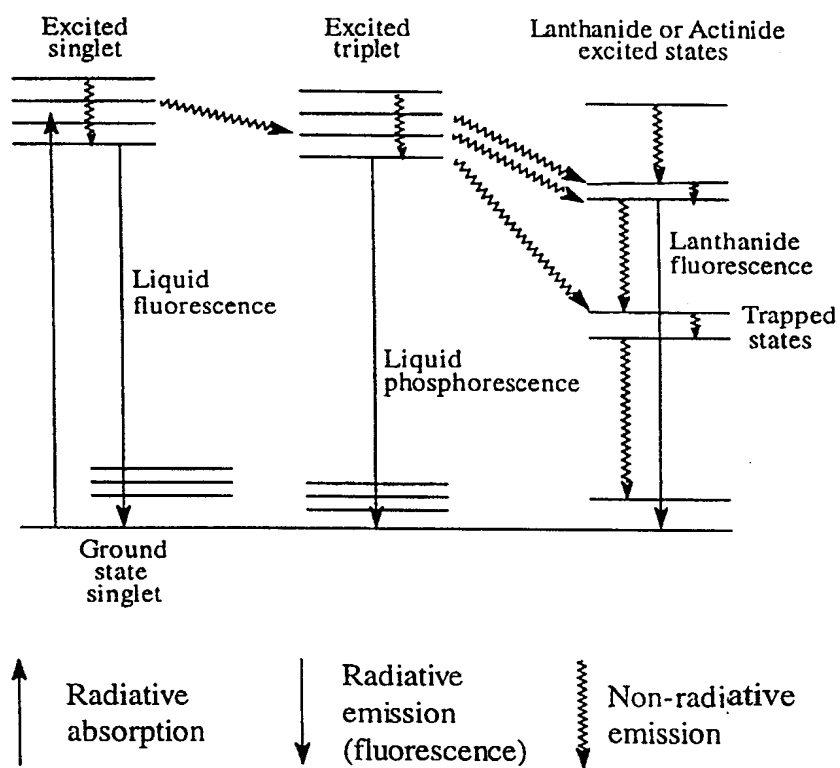 Excited
singlet
Excited
triplet
Lanthanide or Actinide
excited states
Liquid
fluorescence
Lanthanide
fluorescence
Trapped
states
Liquid
phosphorescence
Ground
state
singlet
Radiative
absorption
Radiative
emission
(fluorescence)
Non-radiative
emission